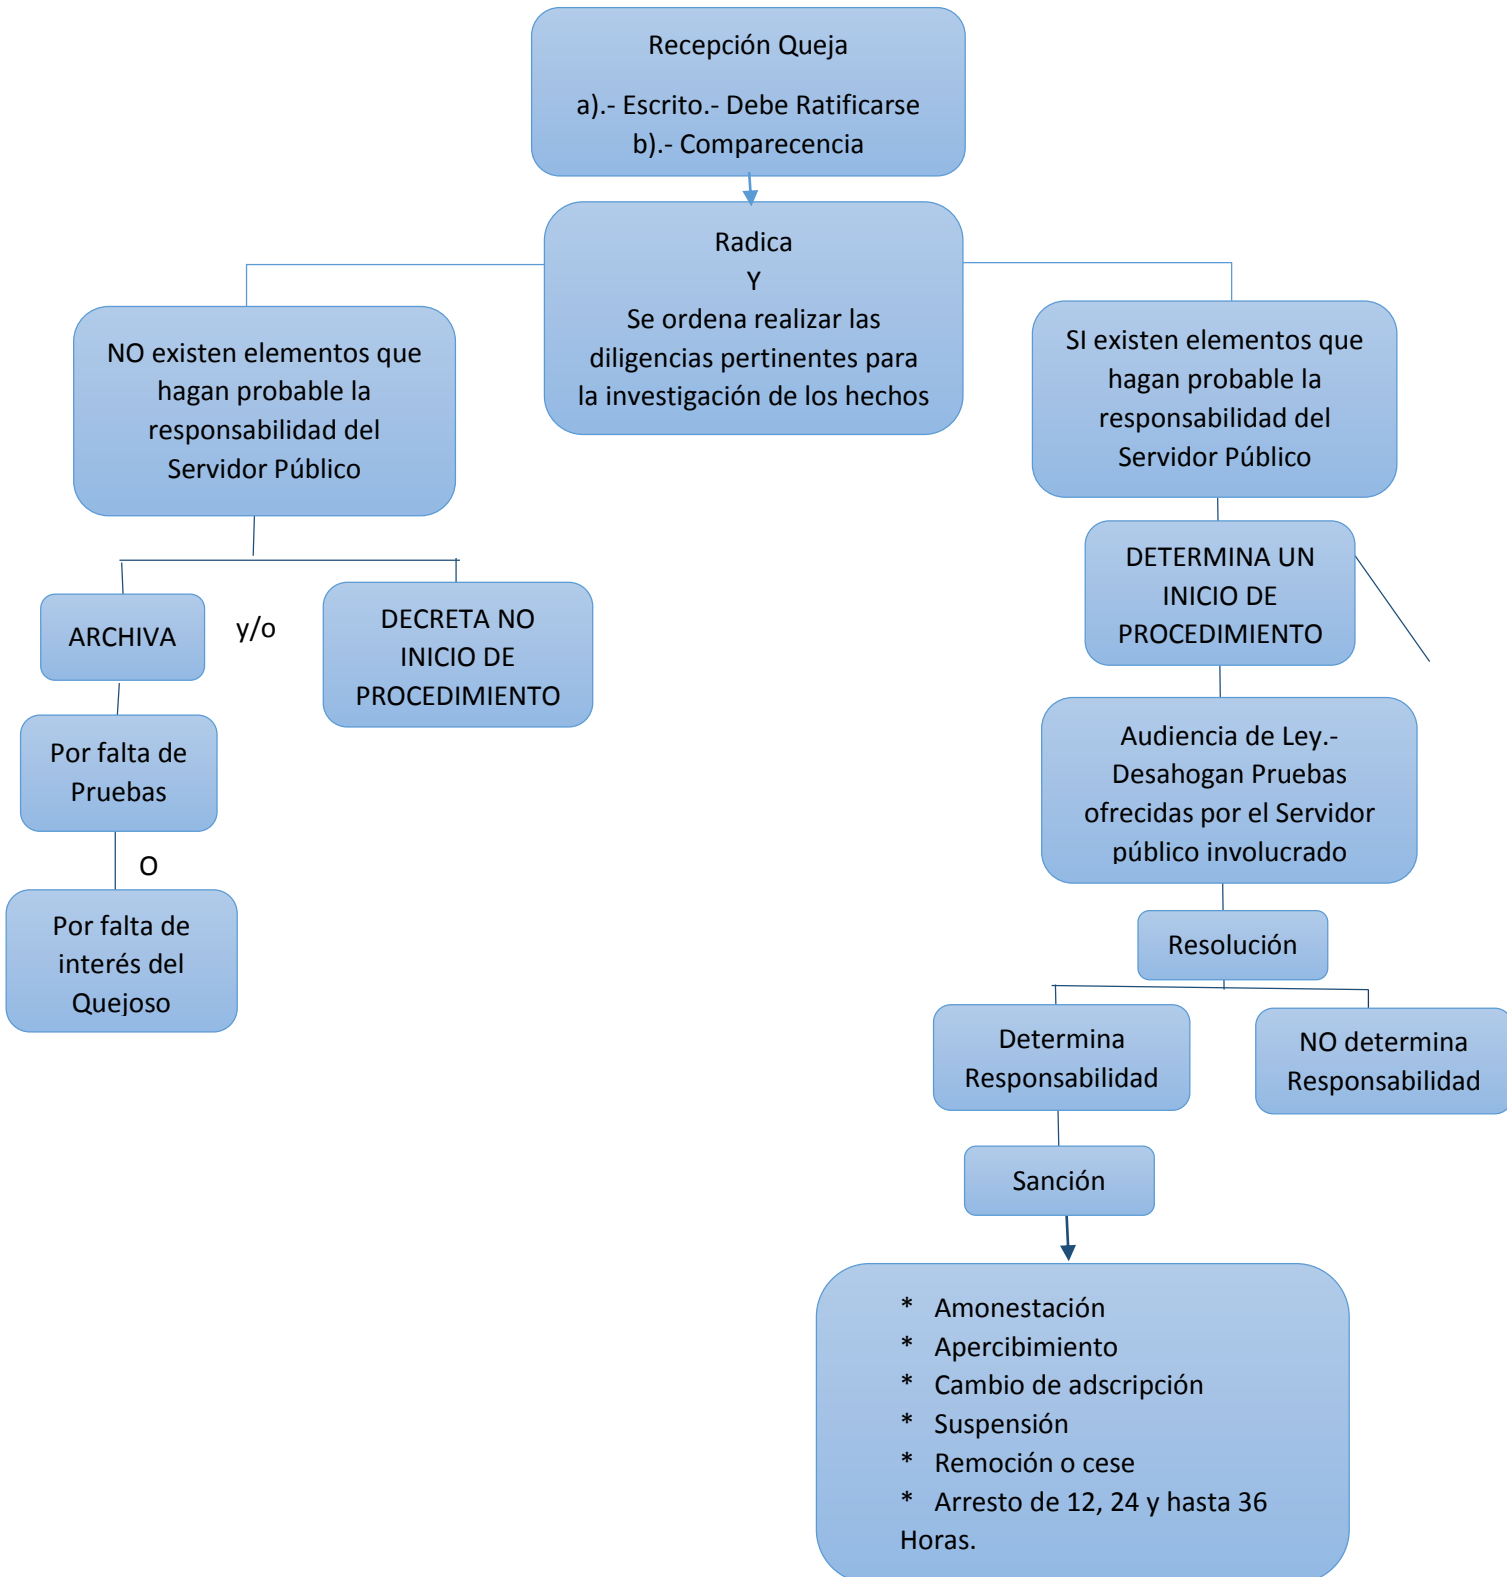 Recepción Queja
a).- Escrito.- Debe Ratificarse
b).- Comparecencia
Radica
Y
Se ordena realizar las
diligencias pertinentes para
la investigación de los hechos
NO existen elementos que
hagan probable la
responsabilidad del
Servidor Público
ARCHIVA
y/o
DECRETA NO
INICIO DE
PROCEDIMIENTO
Por falta de
Pruebas
O
Por falta de
interés del
Quejoso
SI existen elementos que
hagan probable la
responsabilidad del
Servidor Público
DETERMINA UN
INICIO DE
PROCEDIMIENTO
Audiencia de Ley.-
Desahogan Pruebas
ofrecidas por el Servidor
público involucrado
Resolución
Determina
Responsabilidad
NO determina
Responsabilidad
Sanción
* Amonestación
* Apercibimiento
* Cambio de adscripción
* Suspensión
* Remoción o cese
* Arresto de 12, 24 y hasta 36
Horas.